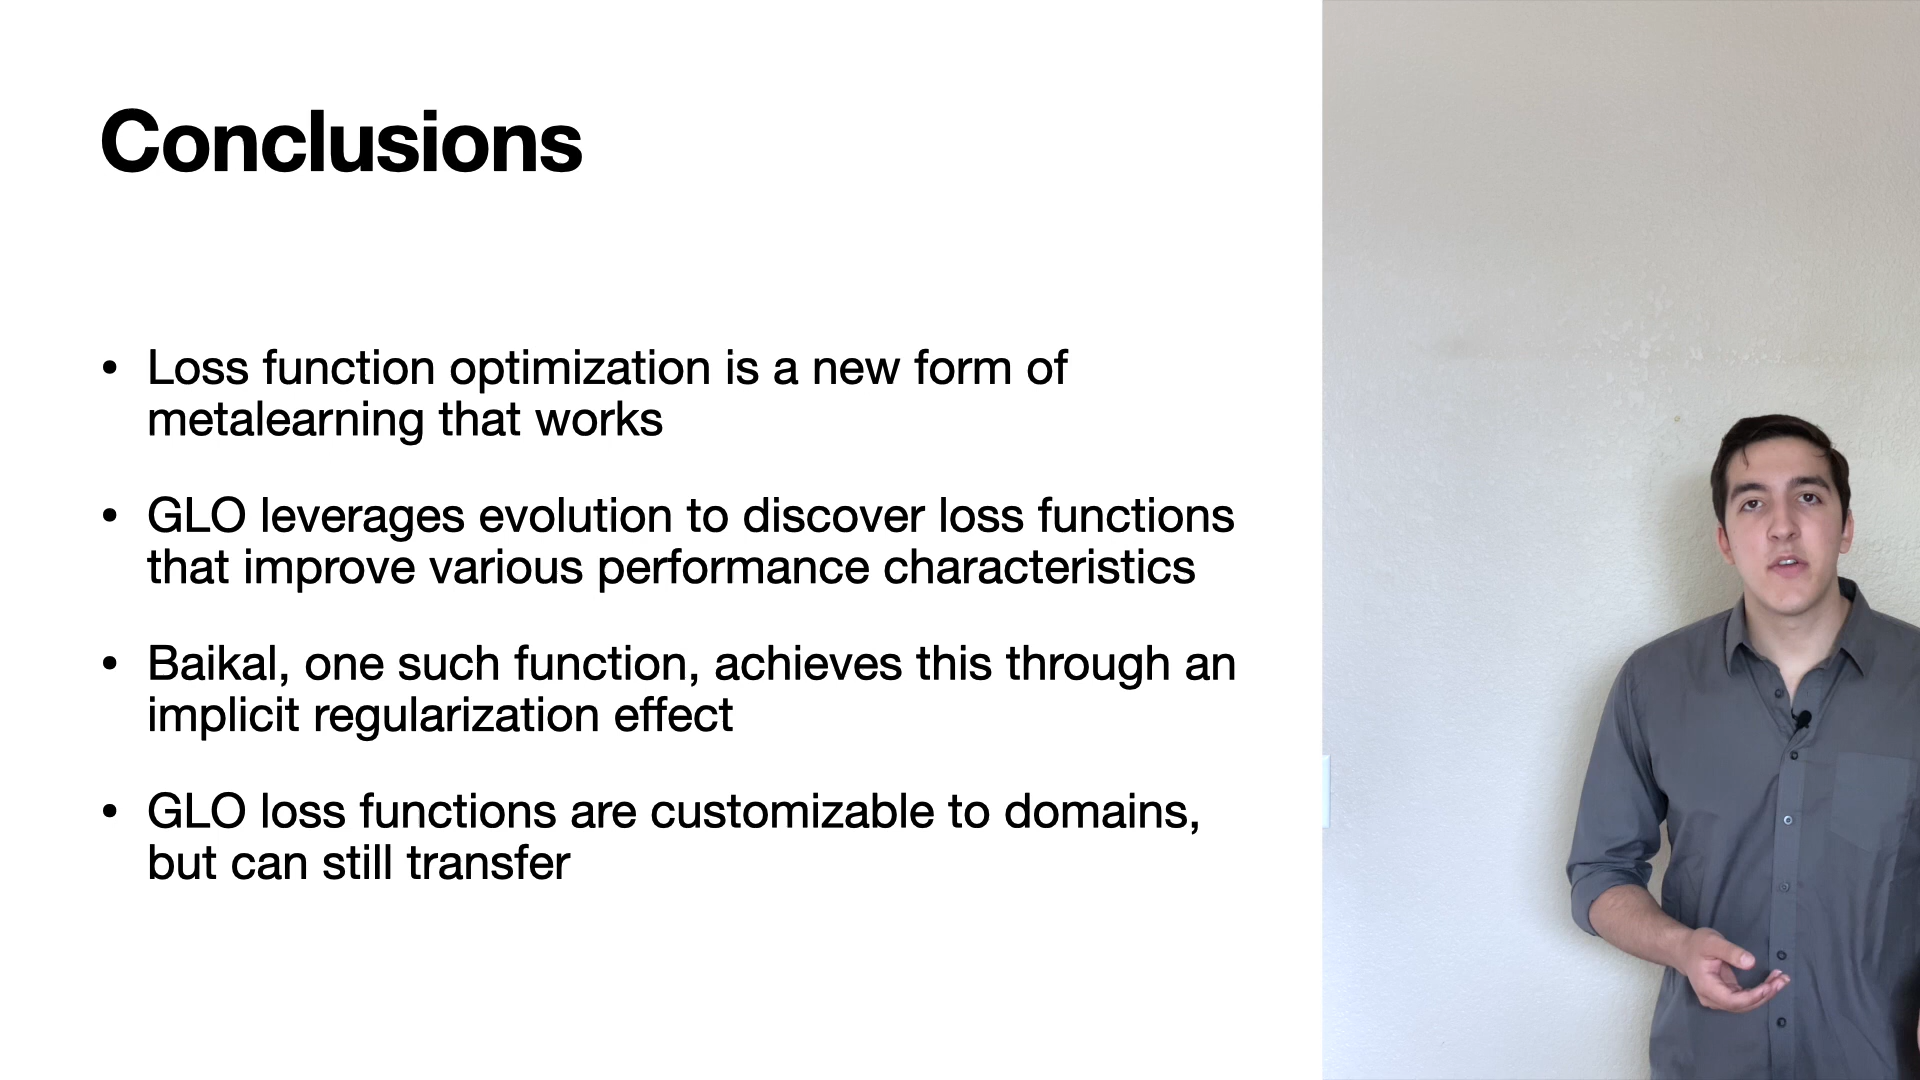 Conclusions
• Loss function optimization is a new form of
metalearning that works
• GLO leverages evolution to discover loss functions
that improve various performance characteristics
• Baikal, one such function, achieves this through an
implicit regularization effect
• GLO loss functions are customizable to domains,
but can still transfer